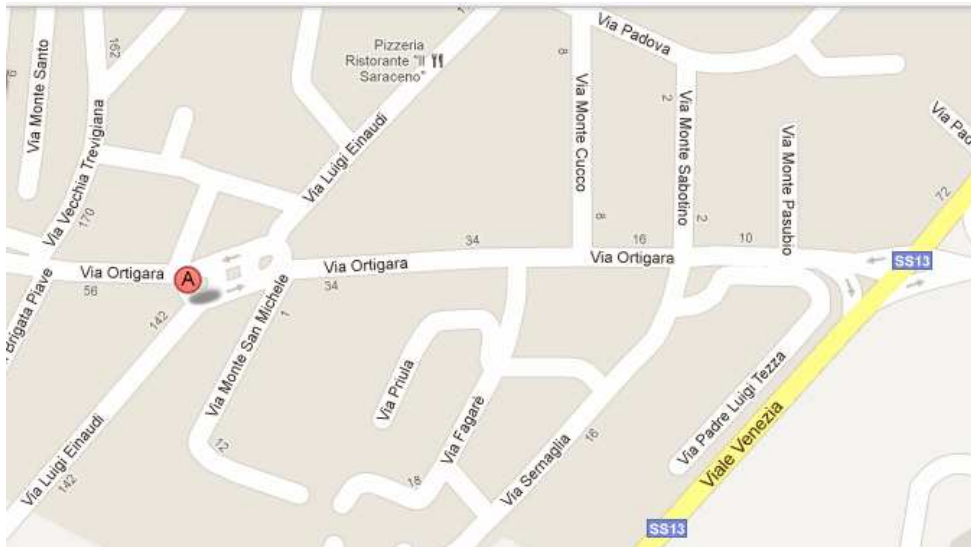 Pizzeria
Ristorante "Il
Saraceno"
Via Monte Santo
162
Via Vecchia Trevigiana
170
Via Luigi Einaudi
8
Via Monte Cucco
8
Via Padova
2
Via Monte Sabotino
2
Via Monte Pasubio
72
SS13
Via Ortigara
56
A
142
34
Via Ortigara
34
16
Via Ortigara
10
Brigata Piave
Via Luigi Einaudi
142
Via Monte San Michele
1
12
Via Priula
Via Fagarè
18
Via Sernaglia
16
Via Padre Luigi Tezza
Viale Venezia
SS13